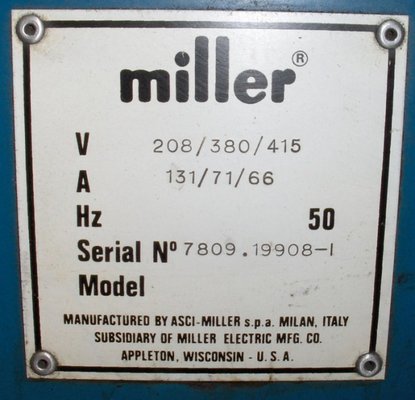 miller®
V 208/380/415
A 131/71/66
Hz 50
Serial Nº 7809.19908-1
Model
MANUFACTURED BY ASCI-MILLER s.p.a. MILAN, ITALY
SUBSIDIARY OF MILLER ELECTRIC MFG. CO.
APPLETON, WISCONSIN - U.S.A.